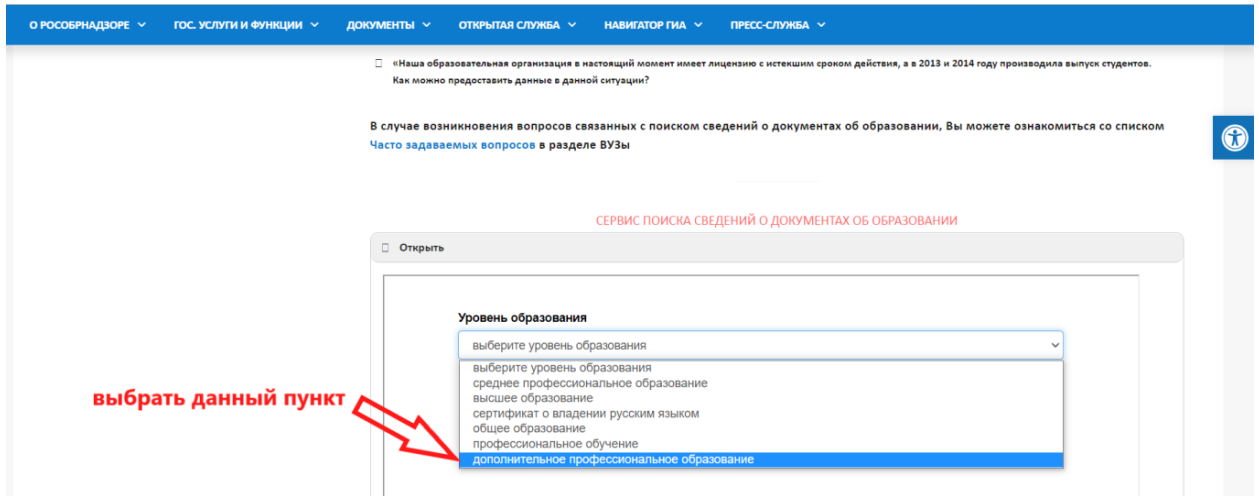 О РОСОБРНАДЗОРЕ ГОС. УСЛУГИ И ФУНКЦИИ ДОКУМЕНТЫ ОТКРЫТАЯ СЛУЖБА НАВИГАТОР ГИА ПРЕСС-СЛУЖБА
«Наша образовательная организация в настоящий момент имеет лицензию с истекшим сроком действия, а в 2013 и 2014 году производила выпуск студентов.
Как можно предоставить данные в данной ситуации?
В случае возникновения вопросов связанных с поиском сведений о документах об образовании, Вы можете ознакомиться со списком
Часто задаваемых вопросов в разделе ВУЗы
СЕРВИС ПОИСКА СВЕДЕНИЙ О ДОКУМЕНТАХ ОБ ОБРАЗОВАНИИ
Открыть
Уровень образования
выберите уровень образования
выберите уровень образования
среднее профессиональное образование
высшее образование
сертификат о владении русским языком
общее образование
профессиональное обучение
дополнительное профессиональное образование
выбрать данный пункт